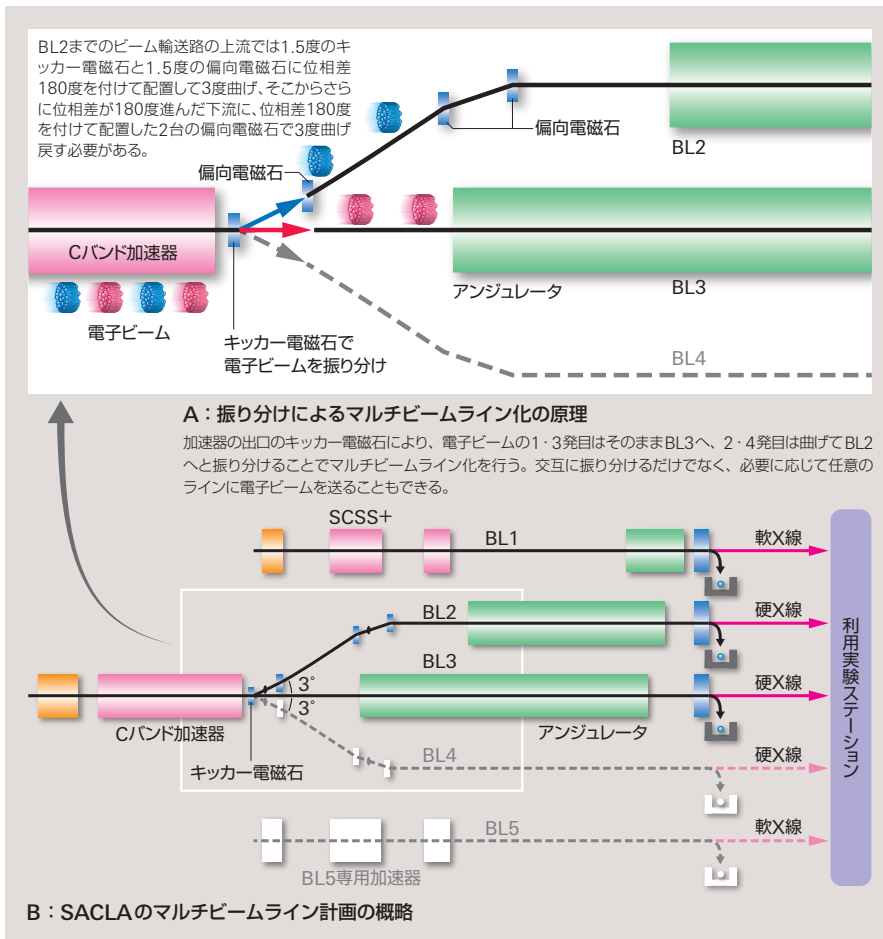 BL2までのビーム輸送路の上流では1.5度のキ
ッカー電磁石と1.5度の偏向電磁石に位相差
180度を付けて配置して3度曲げ、そこからさら
に位相差が180度進んだ下流に、位相差180度
を付けて配置した2台の偏向電磁石で3度曲げ
戻す必要がある。
偏向電磁石
BL2
偏向電磁石
Cバンド加速器
アンジュレータ
BL3
電子ビーム
キッカー電磁石で
電子ビームを振り分け
BL4
A：振り分けによるマルチビームライン化の原理
加速器の出口のキッカー電磁石により、電子ビームの1・3発目はそのままBL3へ、2・4発目は曲げてBL2
へと振り分けることでマルチビームライン化を行う。交互に振り分けるだけでなく、必要に応じて任意の
ラインに電子ビームを送ることもできる。
SCSS+
BL1
軟X線
BL2
硬X線
BL3
3°
3°
硬X線
Cバンド加速器
アンジュレータ
キッカー電磁石
BL4
硬X線
BL5
軟X線
BL5専用加速器
利用実験ステーション
B：SACLAのマルチビームライン計画の概略